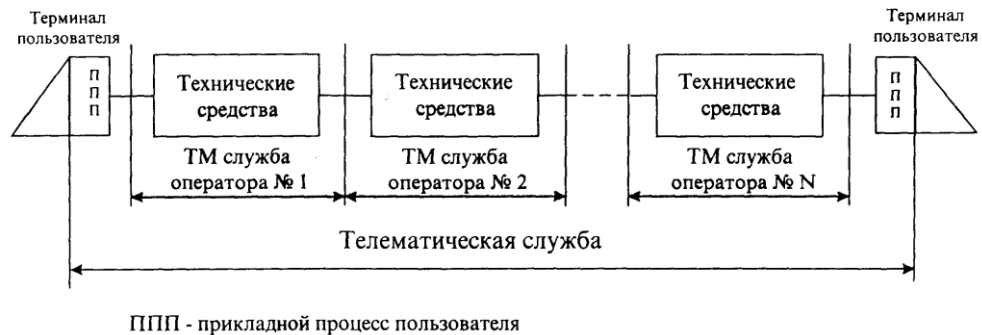 Терминал
пользователя
Терминал
пользователя
П
П
П
Технические
средства
Технические
средства
Технические
средства
П
П
П
ТМ служба
оператора № 1
ТМ служба
оператора № 2
ТМ служба
оператора № N
Телематическая служба
ППП - прикладной процесс пользователя